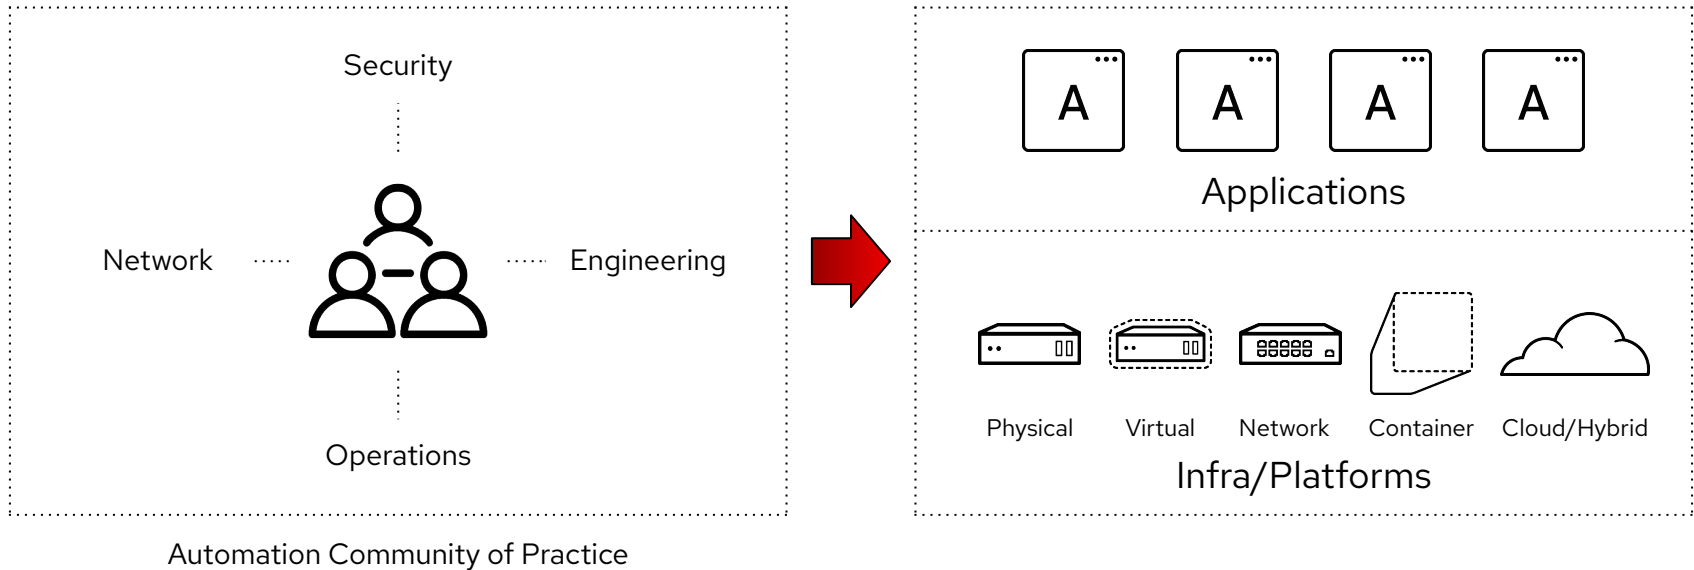 Security
Network
Engineering
Operations
Automation Community of Practice
A A A A
Applications
Physical Virtual Network Container Cloud/Hybrid
Infra/Platforms